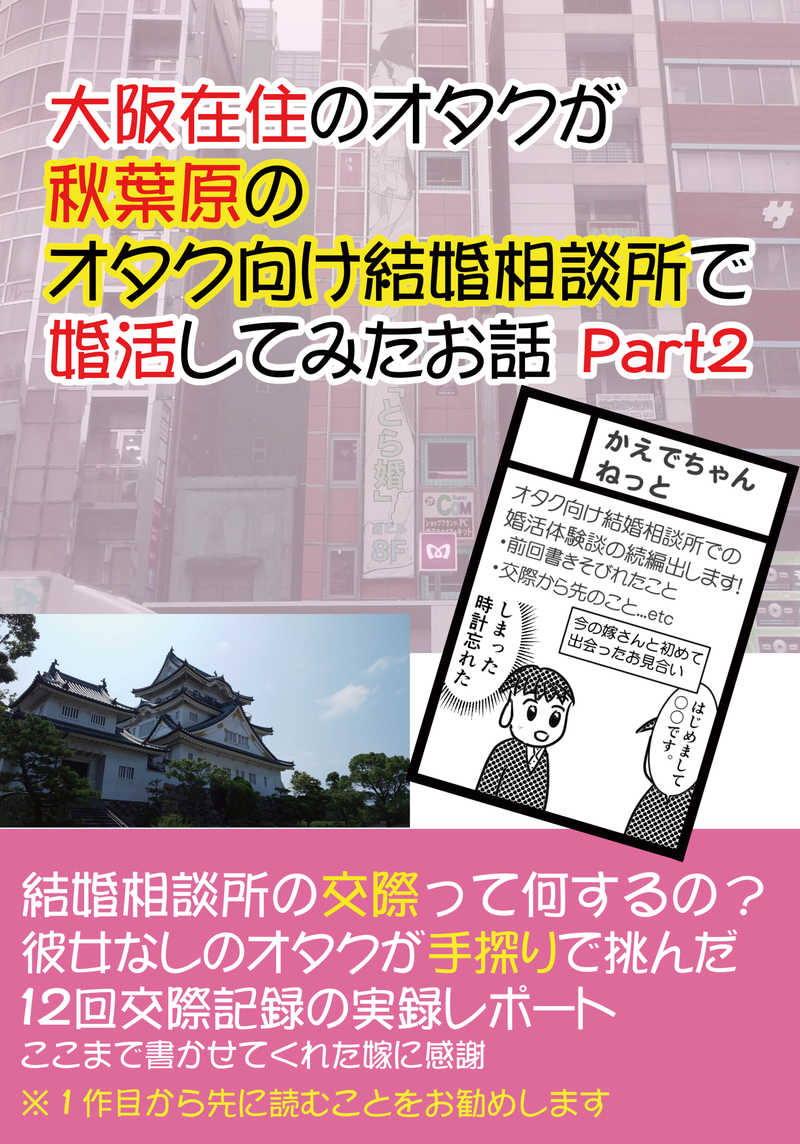 大阪在住のオタクが
秋葉原の
オタク向け結婚相談所で
婚活してみたお話 Part2
サ
「とら婚」
8F
COM
かえでちゃん
ねっと
オタク向け結婚相談所での
婚活体験談の続編出します!
・前回書きそびれたこと
・交際から先のこと...etc
今の嫁さんと初めて
出会ったお見合い
しまった
時計忘れた
はじめまして
〇〇です。
結婚相談所の交際って何するの？
彼女なしのオタクが手探りで挑んだ
12回交際記録の実録レポート
ここまで書かせてくれた嫁に感謝
※１作目から先に読むことをお勧めします